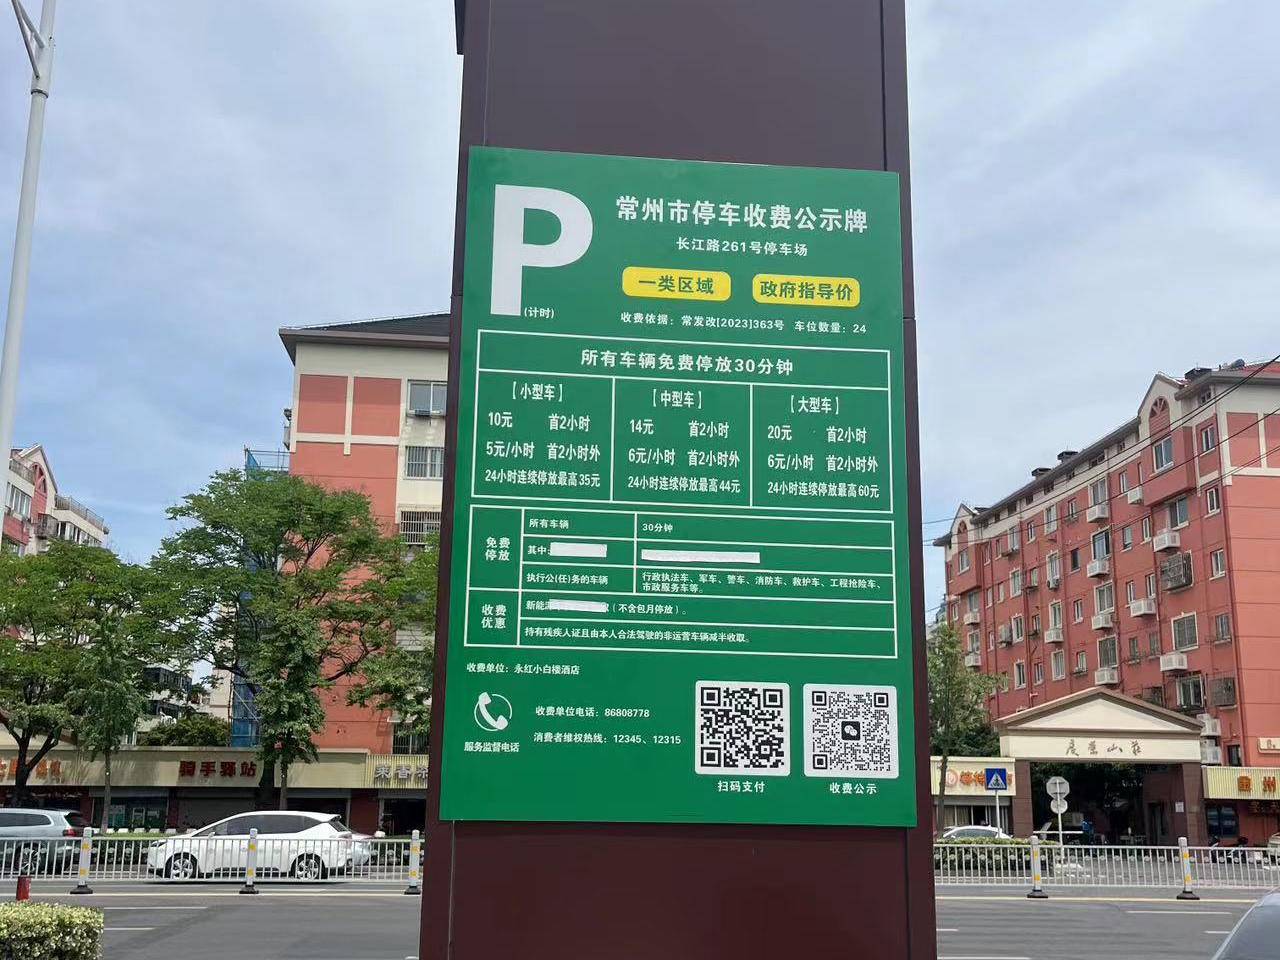 P
(计时)
常州市停车收费公示牌
长江路261号停车场
一类区域 政府指导价
收费依据：常发改[2023]363号 车位数量：24
所有车辆免费停放30分钟
【小型车】
10元 首2小时
5元/小时 首2小时外
24小时连续停放最高35元
【中型车】
14元 首2小时
6元/小时 首2小时外
24小时连续停放最高44元
【大型车】
20元 首2小时
6元/小时 首2小时外
24小时连续停放最高60元
免费停放
所有车辆 30分钟
其中:
执行公(任)务的车辆 行政执法车、军车、警车、消防车、救护车、工程抢险车、
市政服务车等。
收费优惠
新能 (不含包月停放)。
持有残疾人证且由本人合法驾驶的非运营车辆减半收取。
收费单位：永红小白楼酒店
服务监督电话
收费单位电话：86808778
消费者维权热线：12345、12315
扫码支付
收费公示
骑手驿站
荣香
山莊